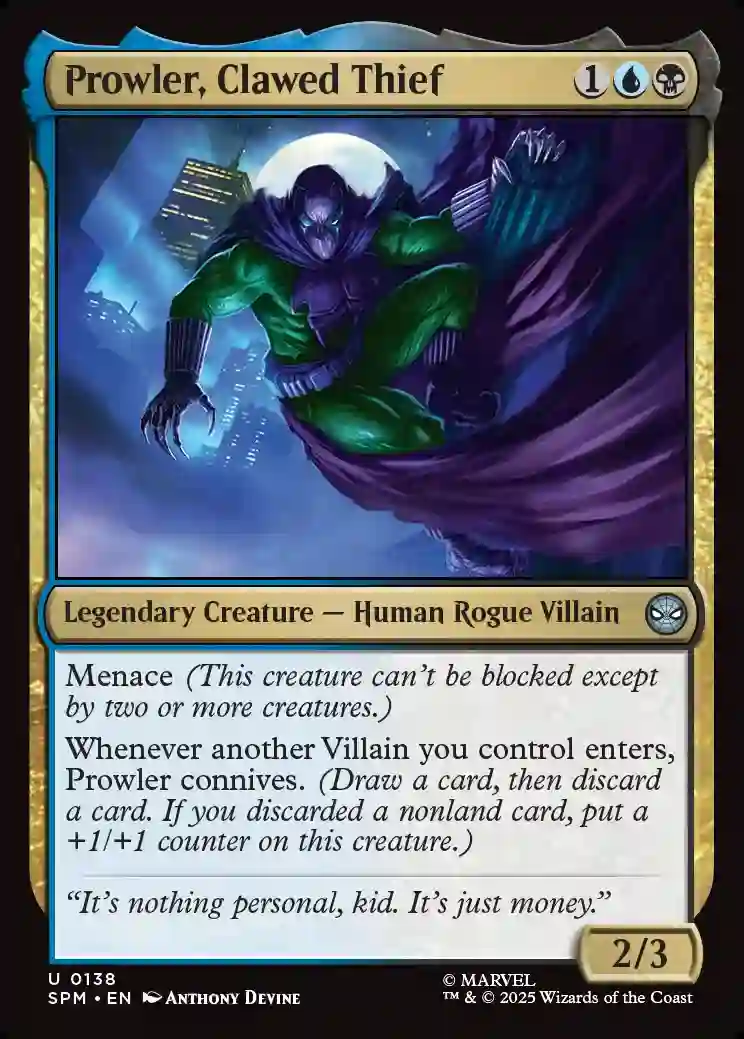 Prowler, Clawed Thief 1
Legendary Creature — Human Rogue Villain
Menace (This creature can't be blocked except
by two or more creatures.)
Whenever another Villain you control enters,
Prowler connives. (Draw a card, then discard
a card. If you discarded a nonland card, put a
+1/+1 counter on this creature.)
“It's nothing personal, kid. It's just money.”
2/3
U 0138
SPM • EN Anthony Devine
© MARVEL
™ & © 2025 Wizards of the Coast